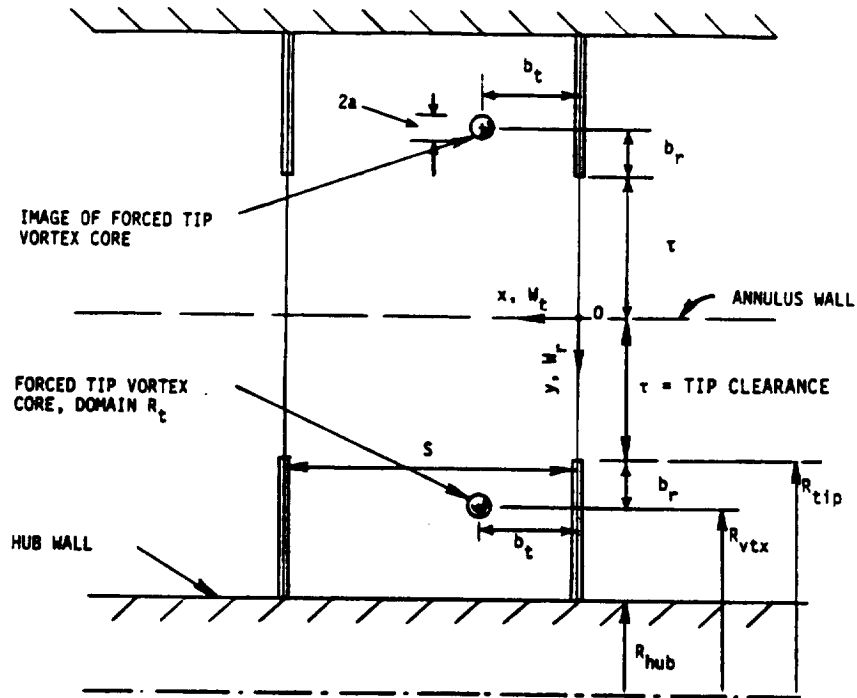 b_t
2a
b_r
IMAGE OF FORCED TIP
VORTEX CORE
τ
x, W_t
O
ANNULUS WALL
y, W_r
FORCED TIP VORTEX
CORE, DOMAIN R_t
τ = TIP CLEARANCE
S
b_r
R_tip
b_t
R_vtx
HUB WALL
R_hub